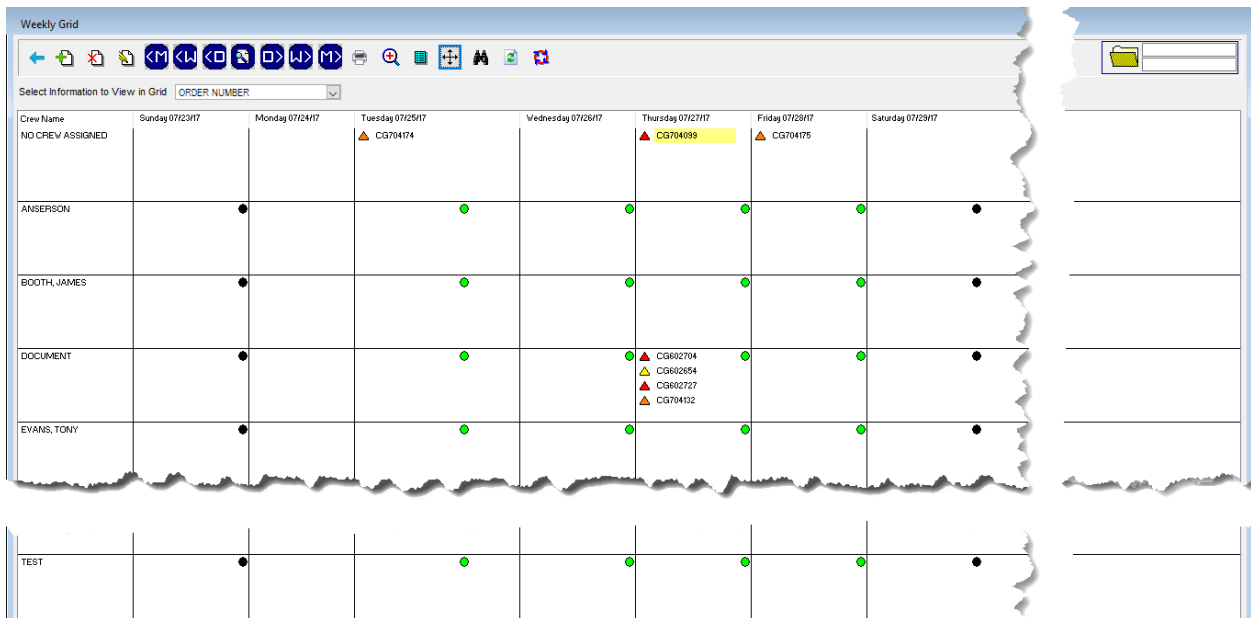 Weekly Grid
<M <W <D D> W> M>
Select Information to View in Grid ORDER NUMBER
Crew Name Sunday 07/23/17 Monday 07/24/17 Tuesday 07/25/17 Wednesday 07/26/17 Thursday 07/27/17 Friday 07/28/17 Saturday 07/29/17
NO CREW ASSIGNED CG704174 CG704099 CG704175
ANSERSON
BOOTH, JAMES
DOCUMENT CG602704
CG602654
CG602727
CG704132
EVANS, TONY
TEST